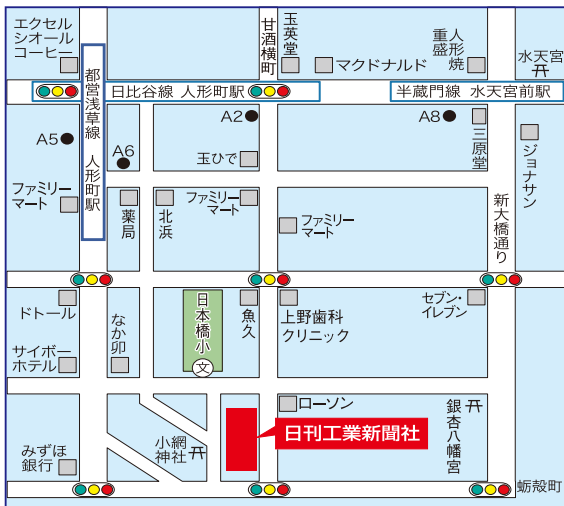 エクセル
シオール
コーヒー
甘酒横町
玉英堂
マクドナルド
人形焼
重盛
水天宮
都営浅草線 人形町駅
日比谷線 人形町駅
半蔵門線 水天宮前駅
A5
A6
A2
A8
三原堂
ジョナサン
玉ひで
ファミリー
マート
薬局
北浜
ファミリー
マート
ファミリー
マート
新大橋通り
ドトール
なか卯
日本橋小
文
魚久
上野歯科
クリニック
セブン・
イレブン
サイボー
ホテル
ローソン
銀杏八幡宮
日刊工業新聞社
小網
神社
みずほ
銀行
蛎殻町